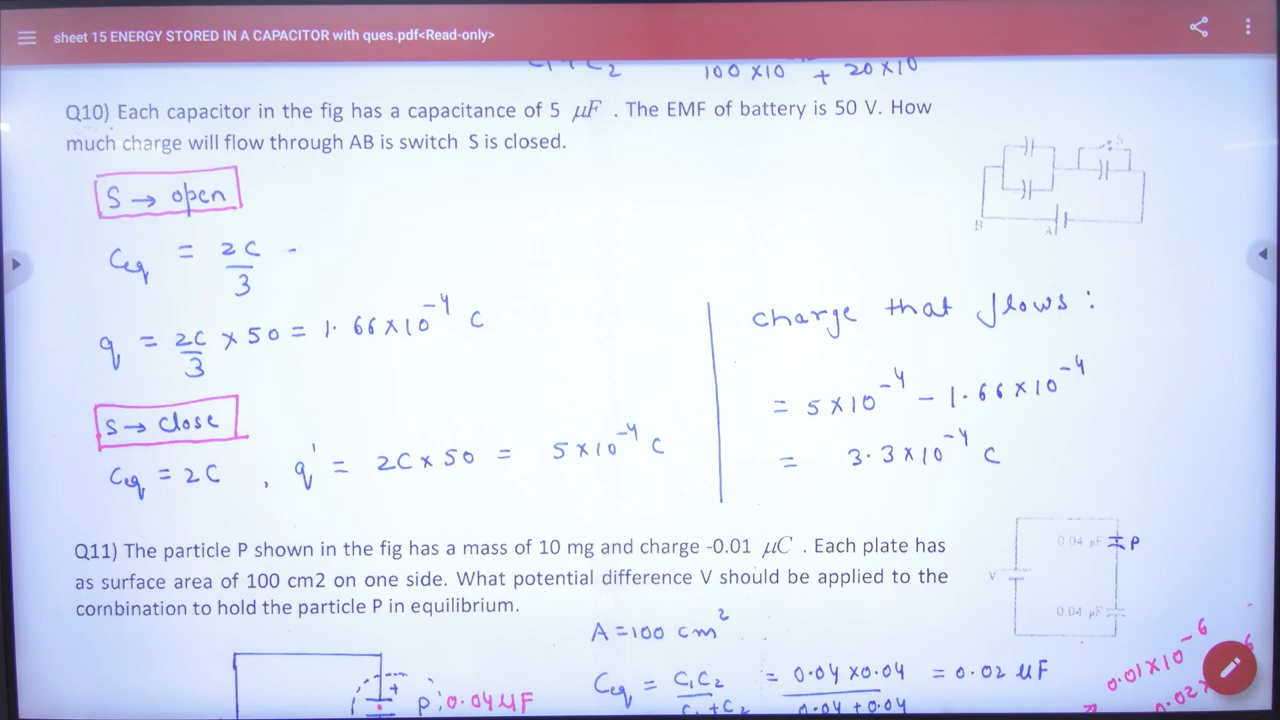 sheet 15 ENERGY STORED IN A CAPACITOR with ques.pdf<Read-only>
100 ×10 + 20×10
Q10) Each capacitor in the fig has a capacitance of 5 μF . The EMF of battery is 50 V. How
much charge will flow through AB is switch S is closed.
S
B
A
S → open
Ceq = 2C/3
q = 2C/3 × 50 = 1.66×10^-4 C
S → close
Ceq = 2C , q' = 2C × 50 = 5×10^-4 C
Charge that flows :
= 5×10^-4 - 1.66×10^-4
= 3.3×10^-4 C
Q11) The particle P shown in the fig has a mass of 10 mg and charge -0.01 μC . Each plate has
as surface area of 100 cm2 on one side. What potential difference V should be applied to the
combination to hold the particle P in equilibrium.
0.04 μF P
V
0.04 μF
A = 100 cm^2
Ceq = C1C2/C1+C2 = 0.04 × 0.04/0.04 + 0.04 = 0.02 μF
+
P : 0.04 μF
0.01×10^-6
0.02×